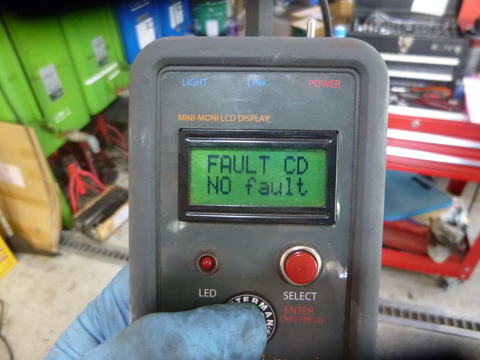 LIGHT LINK POWER
MINI-MONI LCD DISPLAY
FAULT CD
NO fault
LED SELECT
ENTER